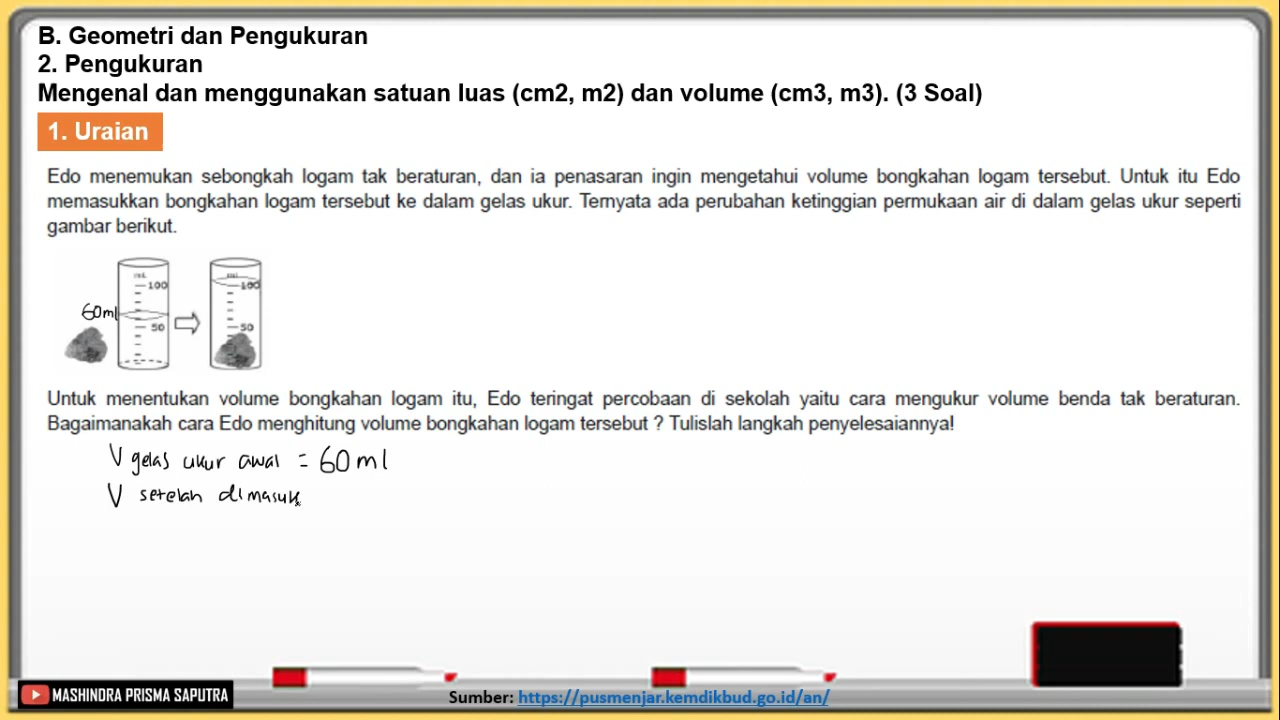 B. Geometri dan Pengukuran
2. Pengukuran
Mengenal dan menggunakan satuan luas (cm2, m2) dan volume (cm3, m3). (3 Soal)
1. Uraian
Edo menemukan sebongkah logam tak beraturan, dan ia penasaran ingin mengetahui volume bongkahan logam tersebut. Untuk itu Edo
memasukkan bongkahan logam tersebut ke dalam gelas ukur. Ternyata ada perubahan ketinggian permukaan air di dalam gelas ukur seperti
gambar berikut.
mL
mL
100
100
60ml
50
50
Untuk menentukan volume bongkahan logam itu, Edo teringat percobaan di sekolah yaitu cara mengukur volume benda tak beraturan.
Bagaimanakah cara Edo menghitung volume bongkahan logam tersebut ? Tulislah langkah penyelesaiannya!
V gelas ukur awal = 60 ml
V setelah dimasuk
MASHINDRA PRISMA SAPUTRA
Sumber: https://pusmenjar.kemdikbud.go.id/an/